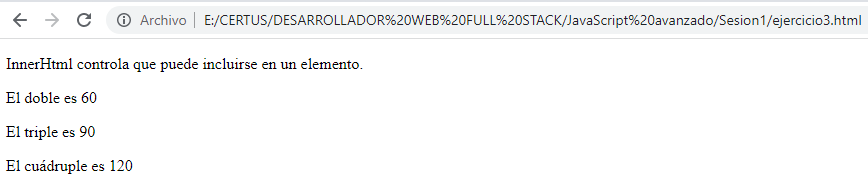 Archivo E:/CERTUS/DESARROLLADOR%20WEB%20FULL%20STACK/JavaScript%20avanzado/Sesion1/ejercicio3.html
InnerHtml controla que puede incluirse en un elemento.
El doble es 60
El triple es 90
El cuádruple es 120